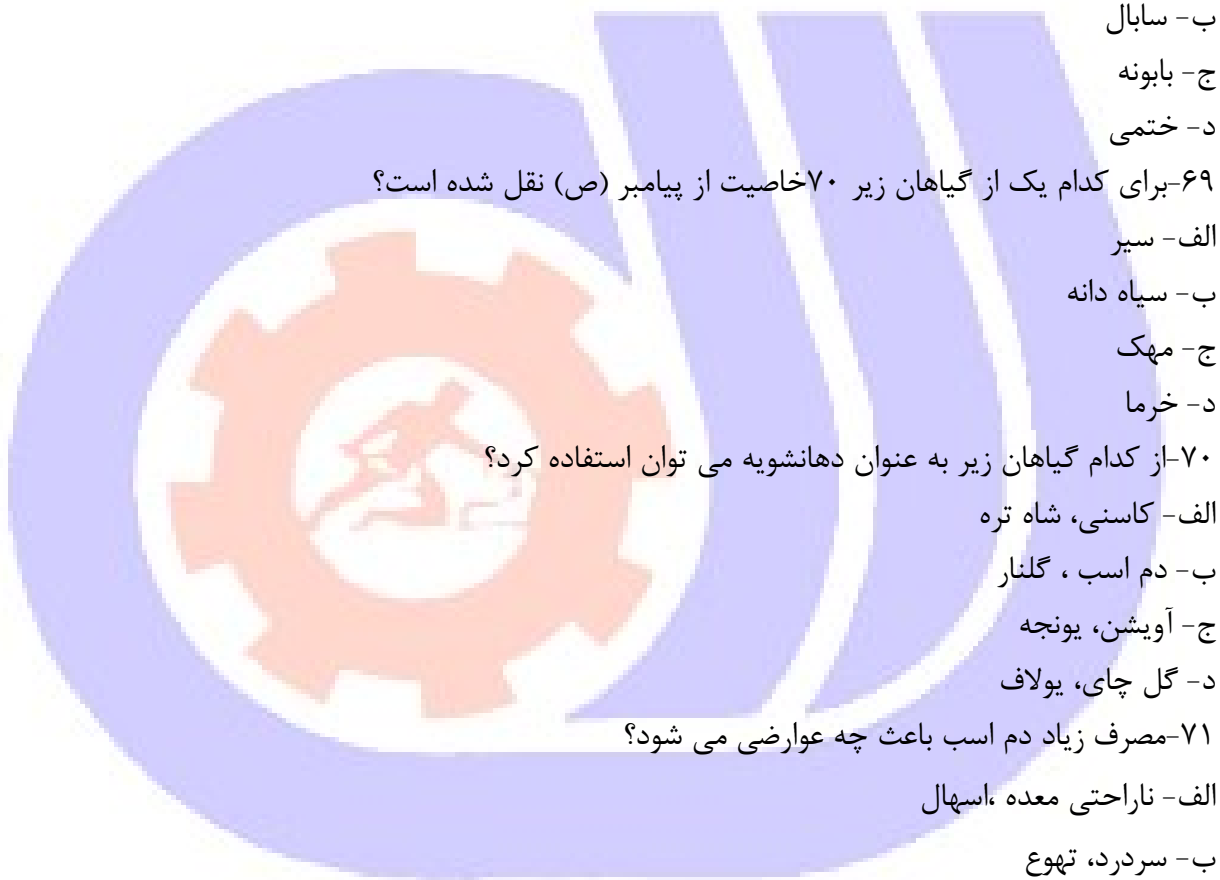 ب- سابال
ج- بابونه
د- ختمی
۶۹-برای کدام یک از گیاهان زیر ۷۰خاصیت از پیامبر (ص) نقل شده است؟
الف- سیر
ب- سیاه دانه
ج- مهک
د- خرما
۷۰-از کدام گیاهان زیر به عنوان دهانشویه می توان استفاده کرد؟
الف- کاسنی، شاه تره
ب- دم اسب ، گلنار
ج- آویشن، یونجه
د- گل چای، یولاف
۷۱-مصرف زیاد دم اسب باعث چه عوارضی می شود؟
الف- ناراحتی معده ،اسهال
ب- سردرد، تهوع